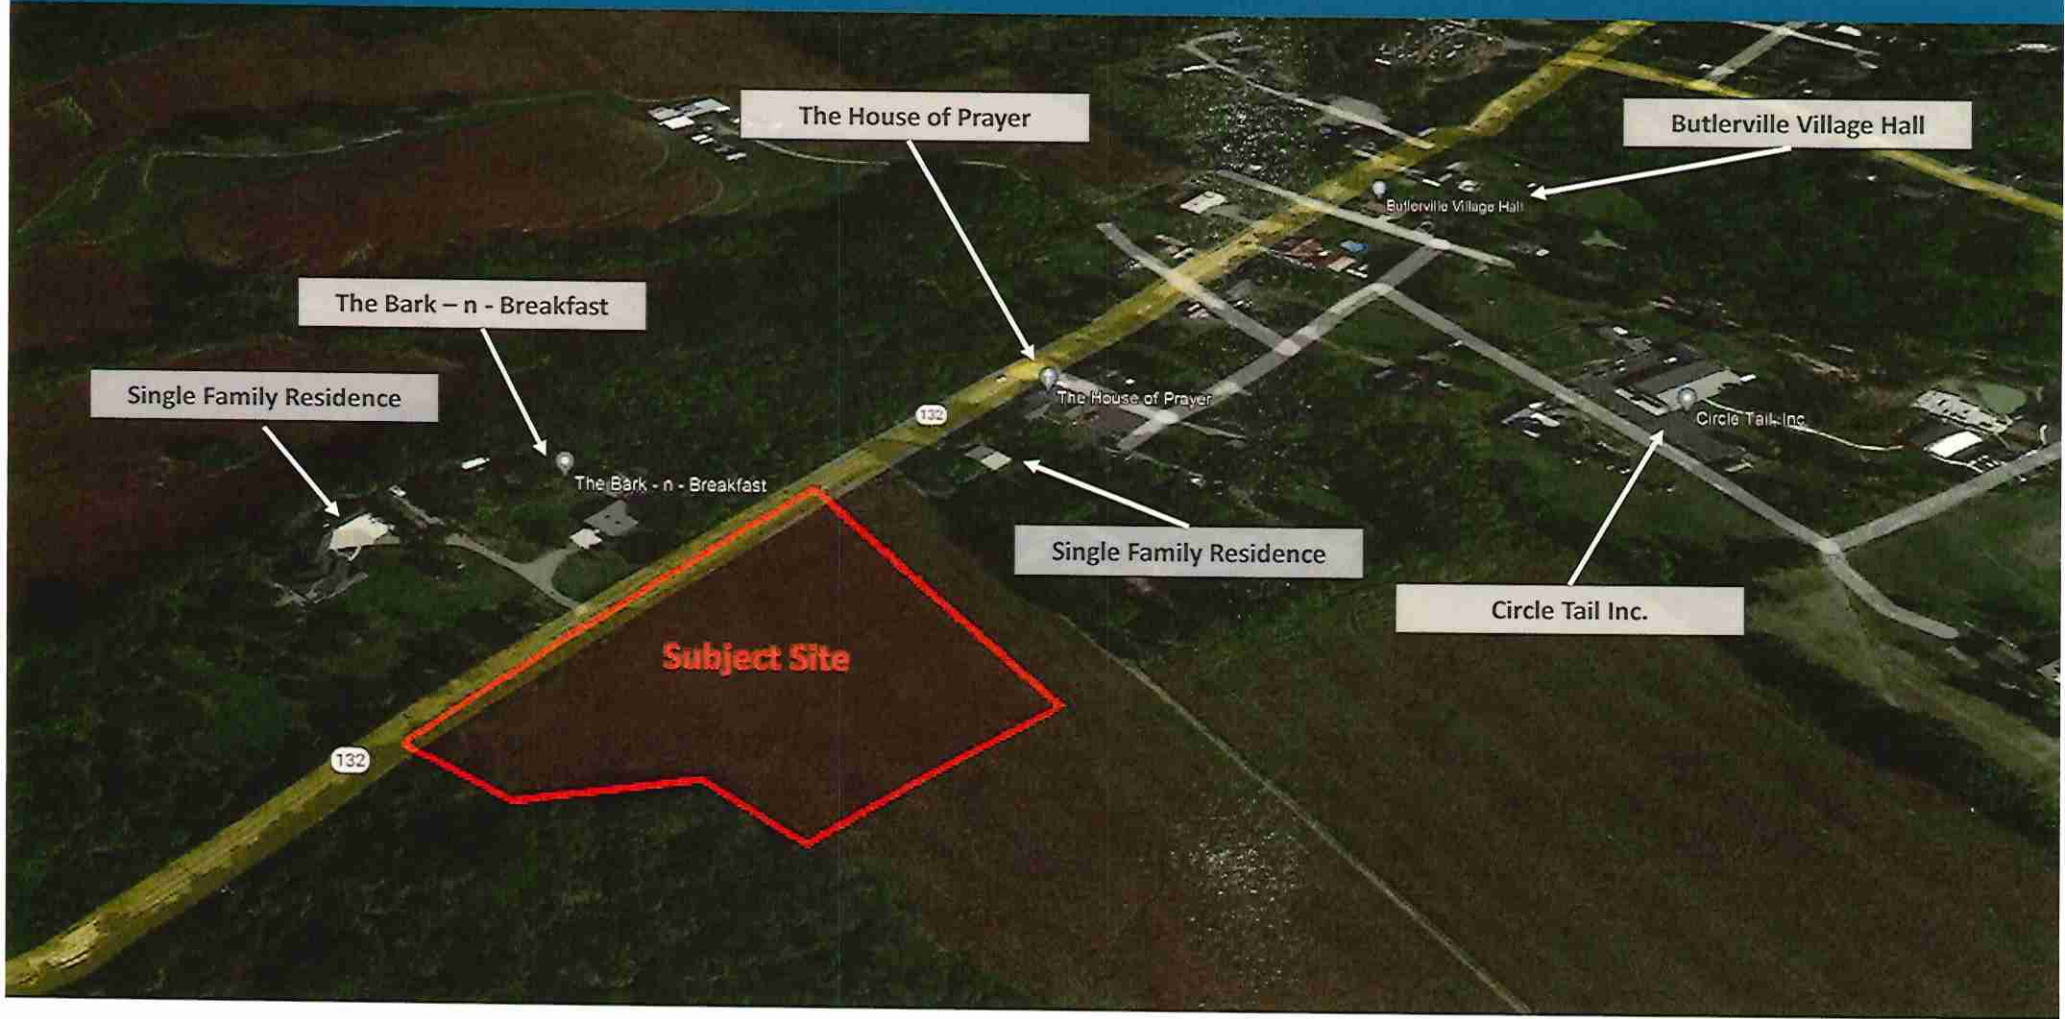 The House of Prayer
Butlerville Village Hall
Butlerville Village Hall
The Bark – n - Breakfast
Single Family Residence
The House of Prayer
132
Circle Tail, Inc.
The Bark - n - Breakfast
Single Family Residence
Circle Tail Inc.
Subject Site
132